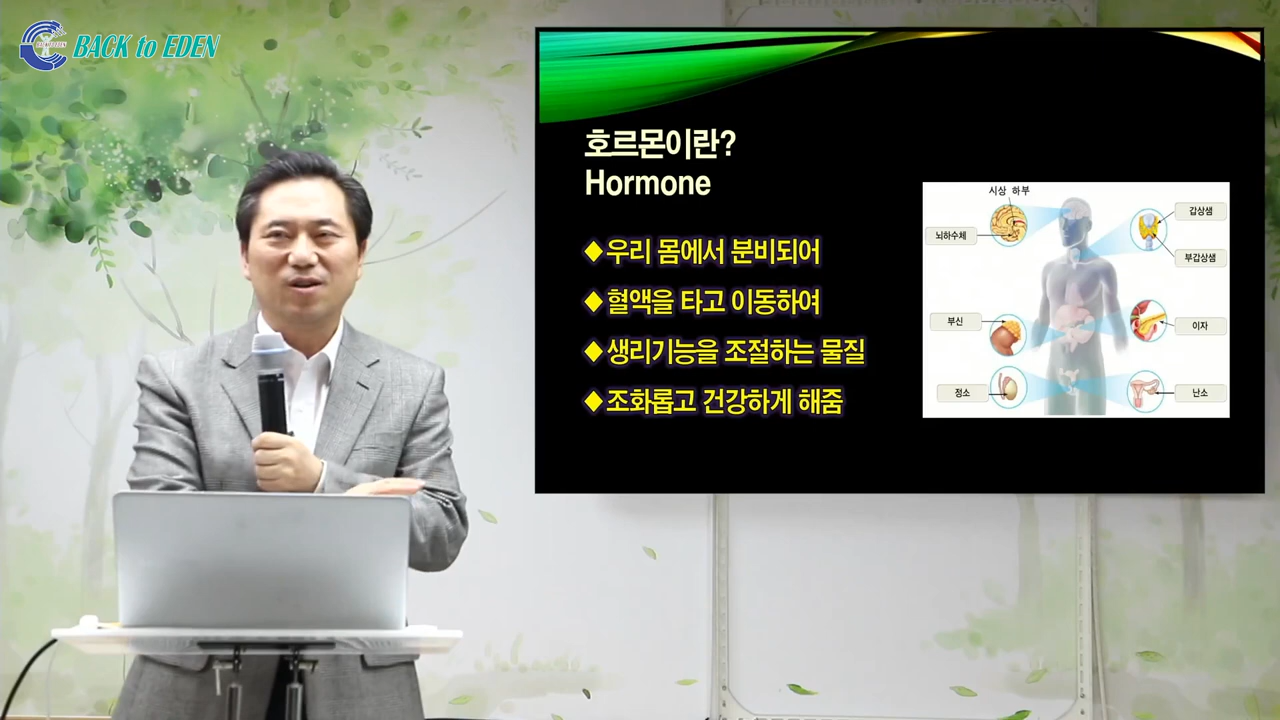 BACK to EDEN
호르몬이란?
Hormone
◆우리 몸에서 분비되어
◆혈액을 타고 이동하여
◆생리기능을 조절하는 물질
◆조화롭고 건강하게 해줌
시상 하부
뇌하수체
갑상샘
부갑상샘
부신
이자
정소
난소